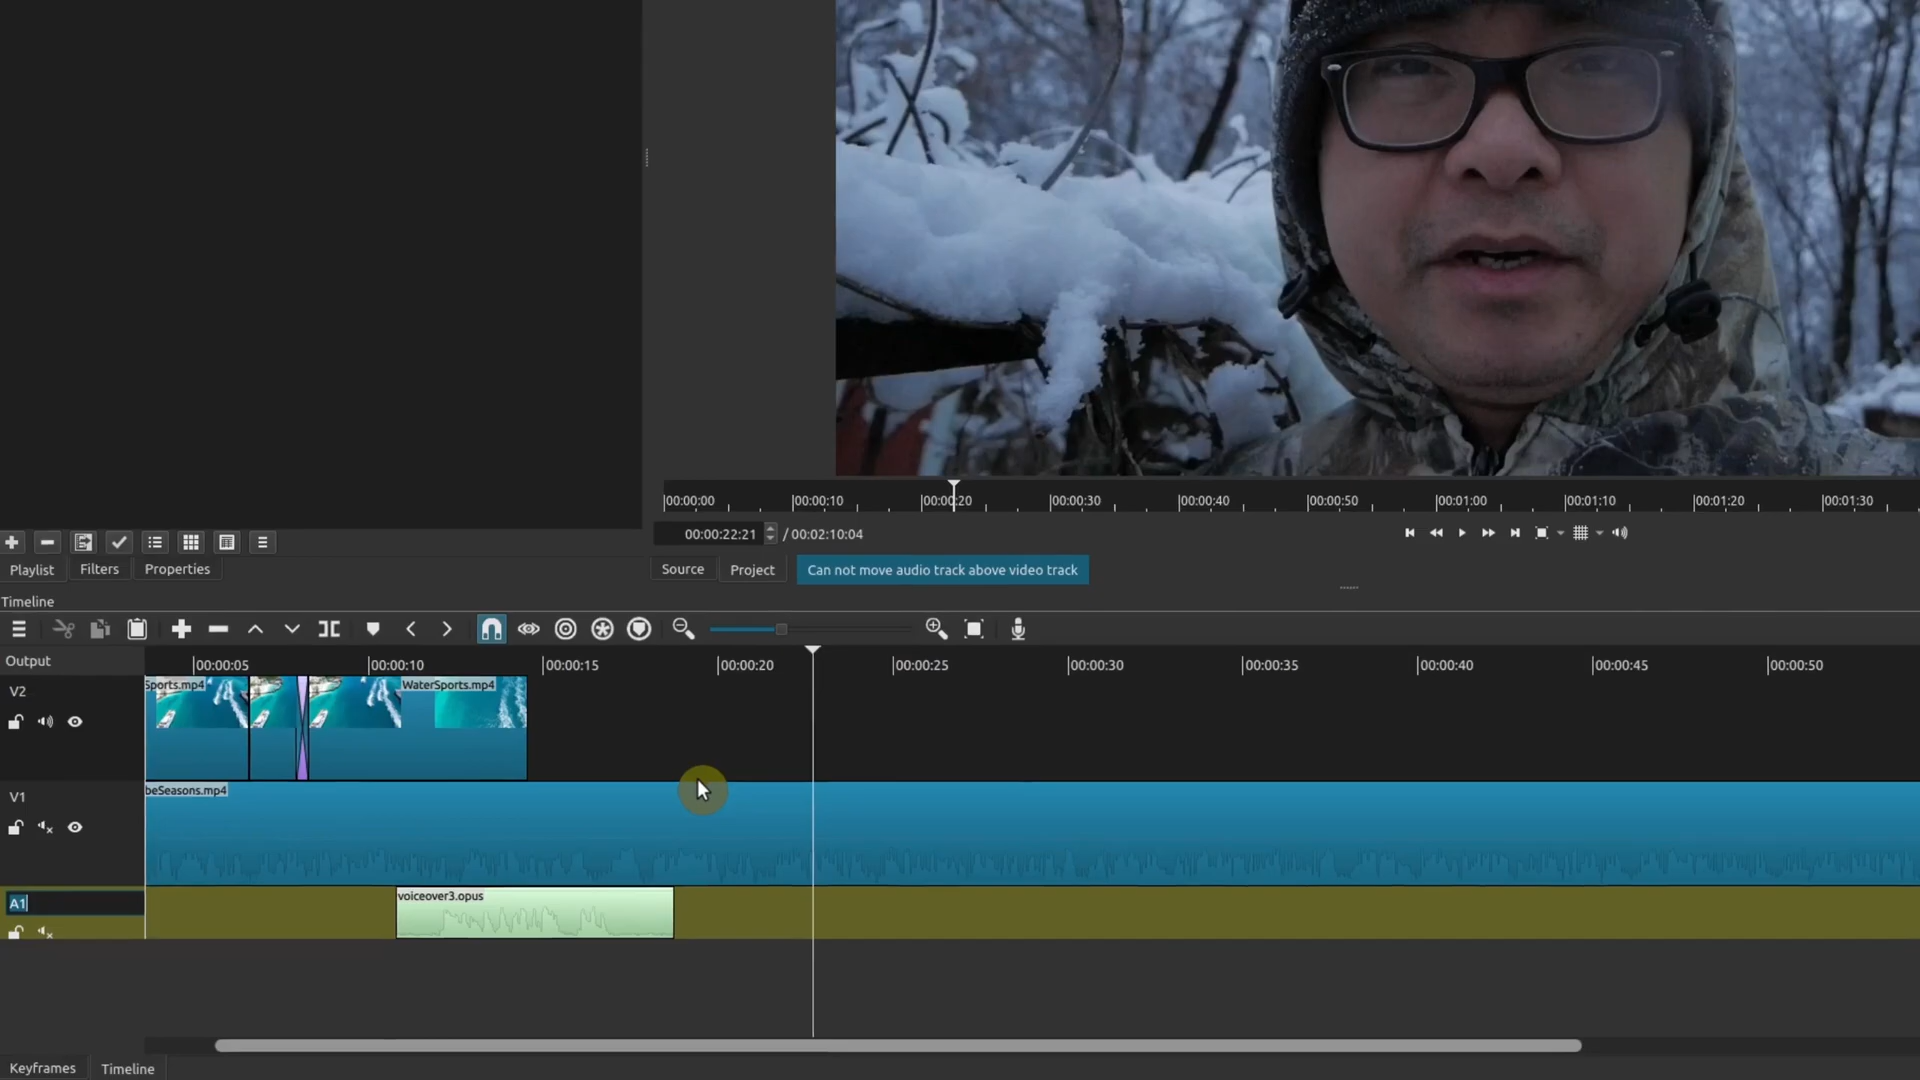 00:00:00 00:00:10 00:00:20 00:00:30 00:00:40 00:00:50 00:01:00 00:01:10 00:01:20 00:01:30
00:00:22:21 / 00:02:10:04
Playlist Filters Properties
Source Project Can not move audio track above video track
Timeline
Output 00:00:05 00:00:10 00:00:15 00:00:20 00:00:25 00:00:30 00:00:35 00:00:40 00:00:45 00:00:50
V2 Sports.mp4 WaterSports.mp4
V1 beSeasons.mp4
A1 voiceover3.opus
Keyframes Timeline